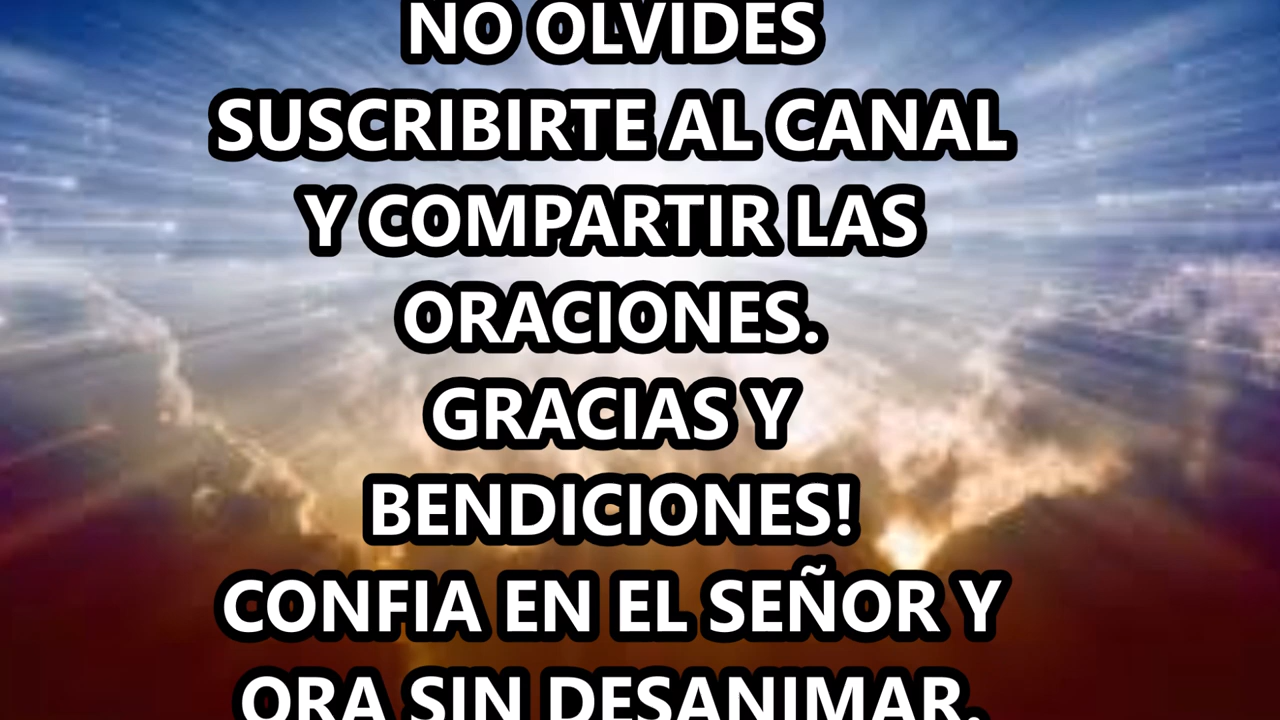 NO OLVIDES
SUSCRIBIRTE AL CANAL
Y COMPARTIR LAS
ORACIONES.
GRACIAS Y
BENDICIONES!
CONFIA EN EL SEÑOR Y
ORA SIN DESANIMAR.